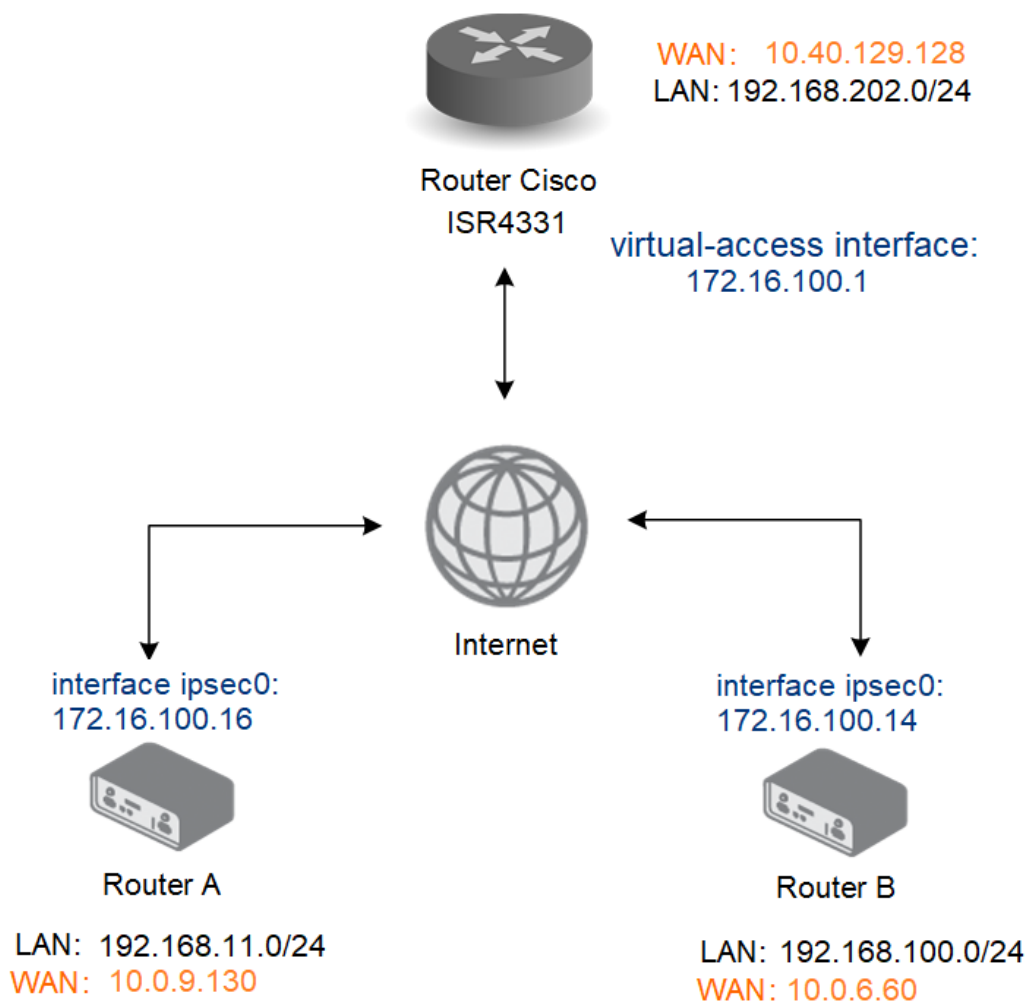 WAN: 10.40.129.128
LAN: 192.168.202.0/24
Router Cisco
ISR4331
virtual-access interface:
172.16.100.1
Internet
interface ipsec0:
172.16.100.16
Router A
LAN: 192.168.11.0/24
WAN: 10.0.9.130
interface ipsec0:
172.16.100.14
Router B
LAN: 192.168.100.0/24
WAN: 10.0.6.60